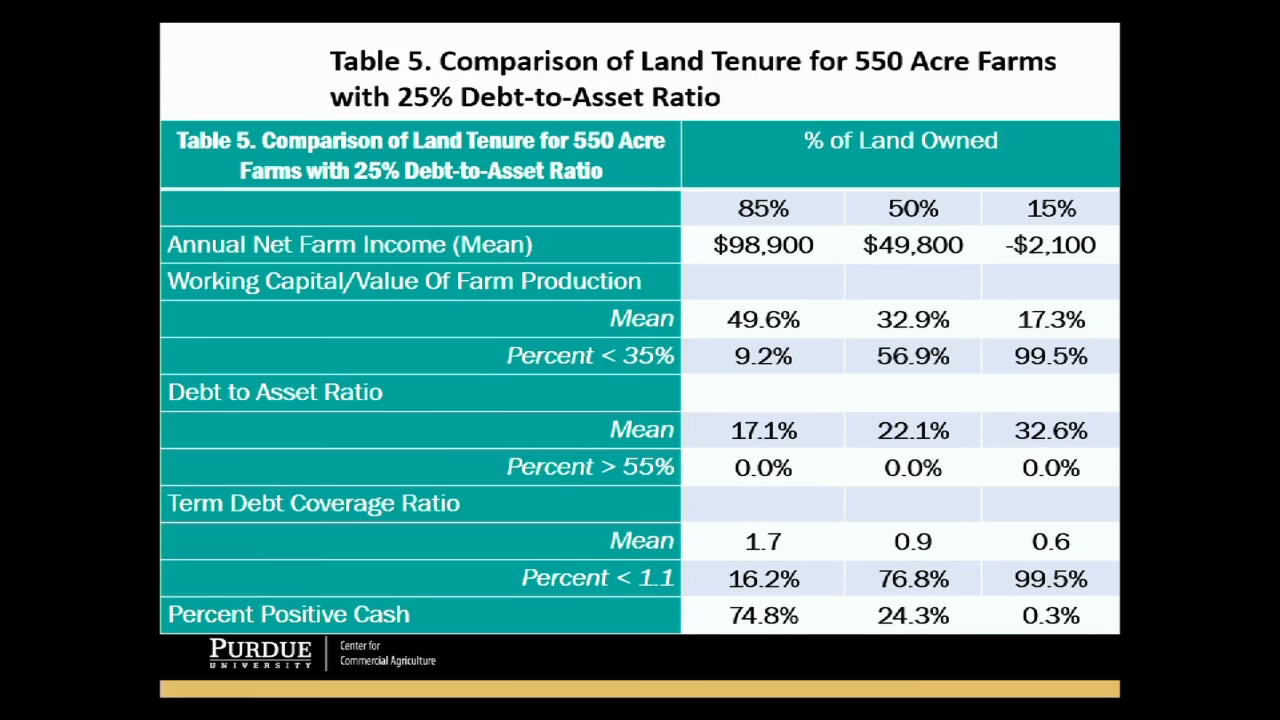 Table 5. Comparison of Land Tenure for 550 Acre Farms
with 25% Debt-to-Asset Ratio
Table 5. Comparison of Land Tenure for 550 Acre % of Land Owned
Farms with 25% Debt-to-Asset Ratio
85% 50% 15%
Annual Net Farm Income (Mean) $98,900 $49,800 -$2,100
Working Capital/Value Of Farm Production
Mean 49.6% 32.9% 17.3%
Percent < 35% 9.2% 56.9% 99.5%
Debt to Asset Ratio
Mean 17.1% 22.1% 32.6%
Percent > 55% 0.0% 0.0% 0.0%
Term Debt Coverage Ratio
Mean 1.7 0.9 0.6
Percent < 1.1 16.2% 76.8% 99.5%
Percent Positive Cash 74.8% 24.3% 0.3%
PURDUE
UNIVERSITY
Center for
Commercial Agriculture